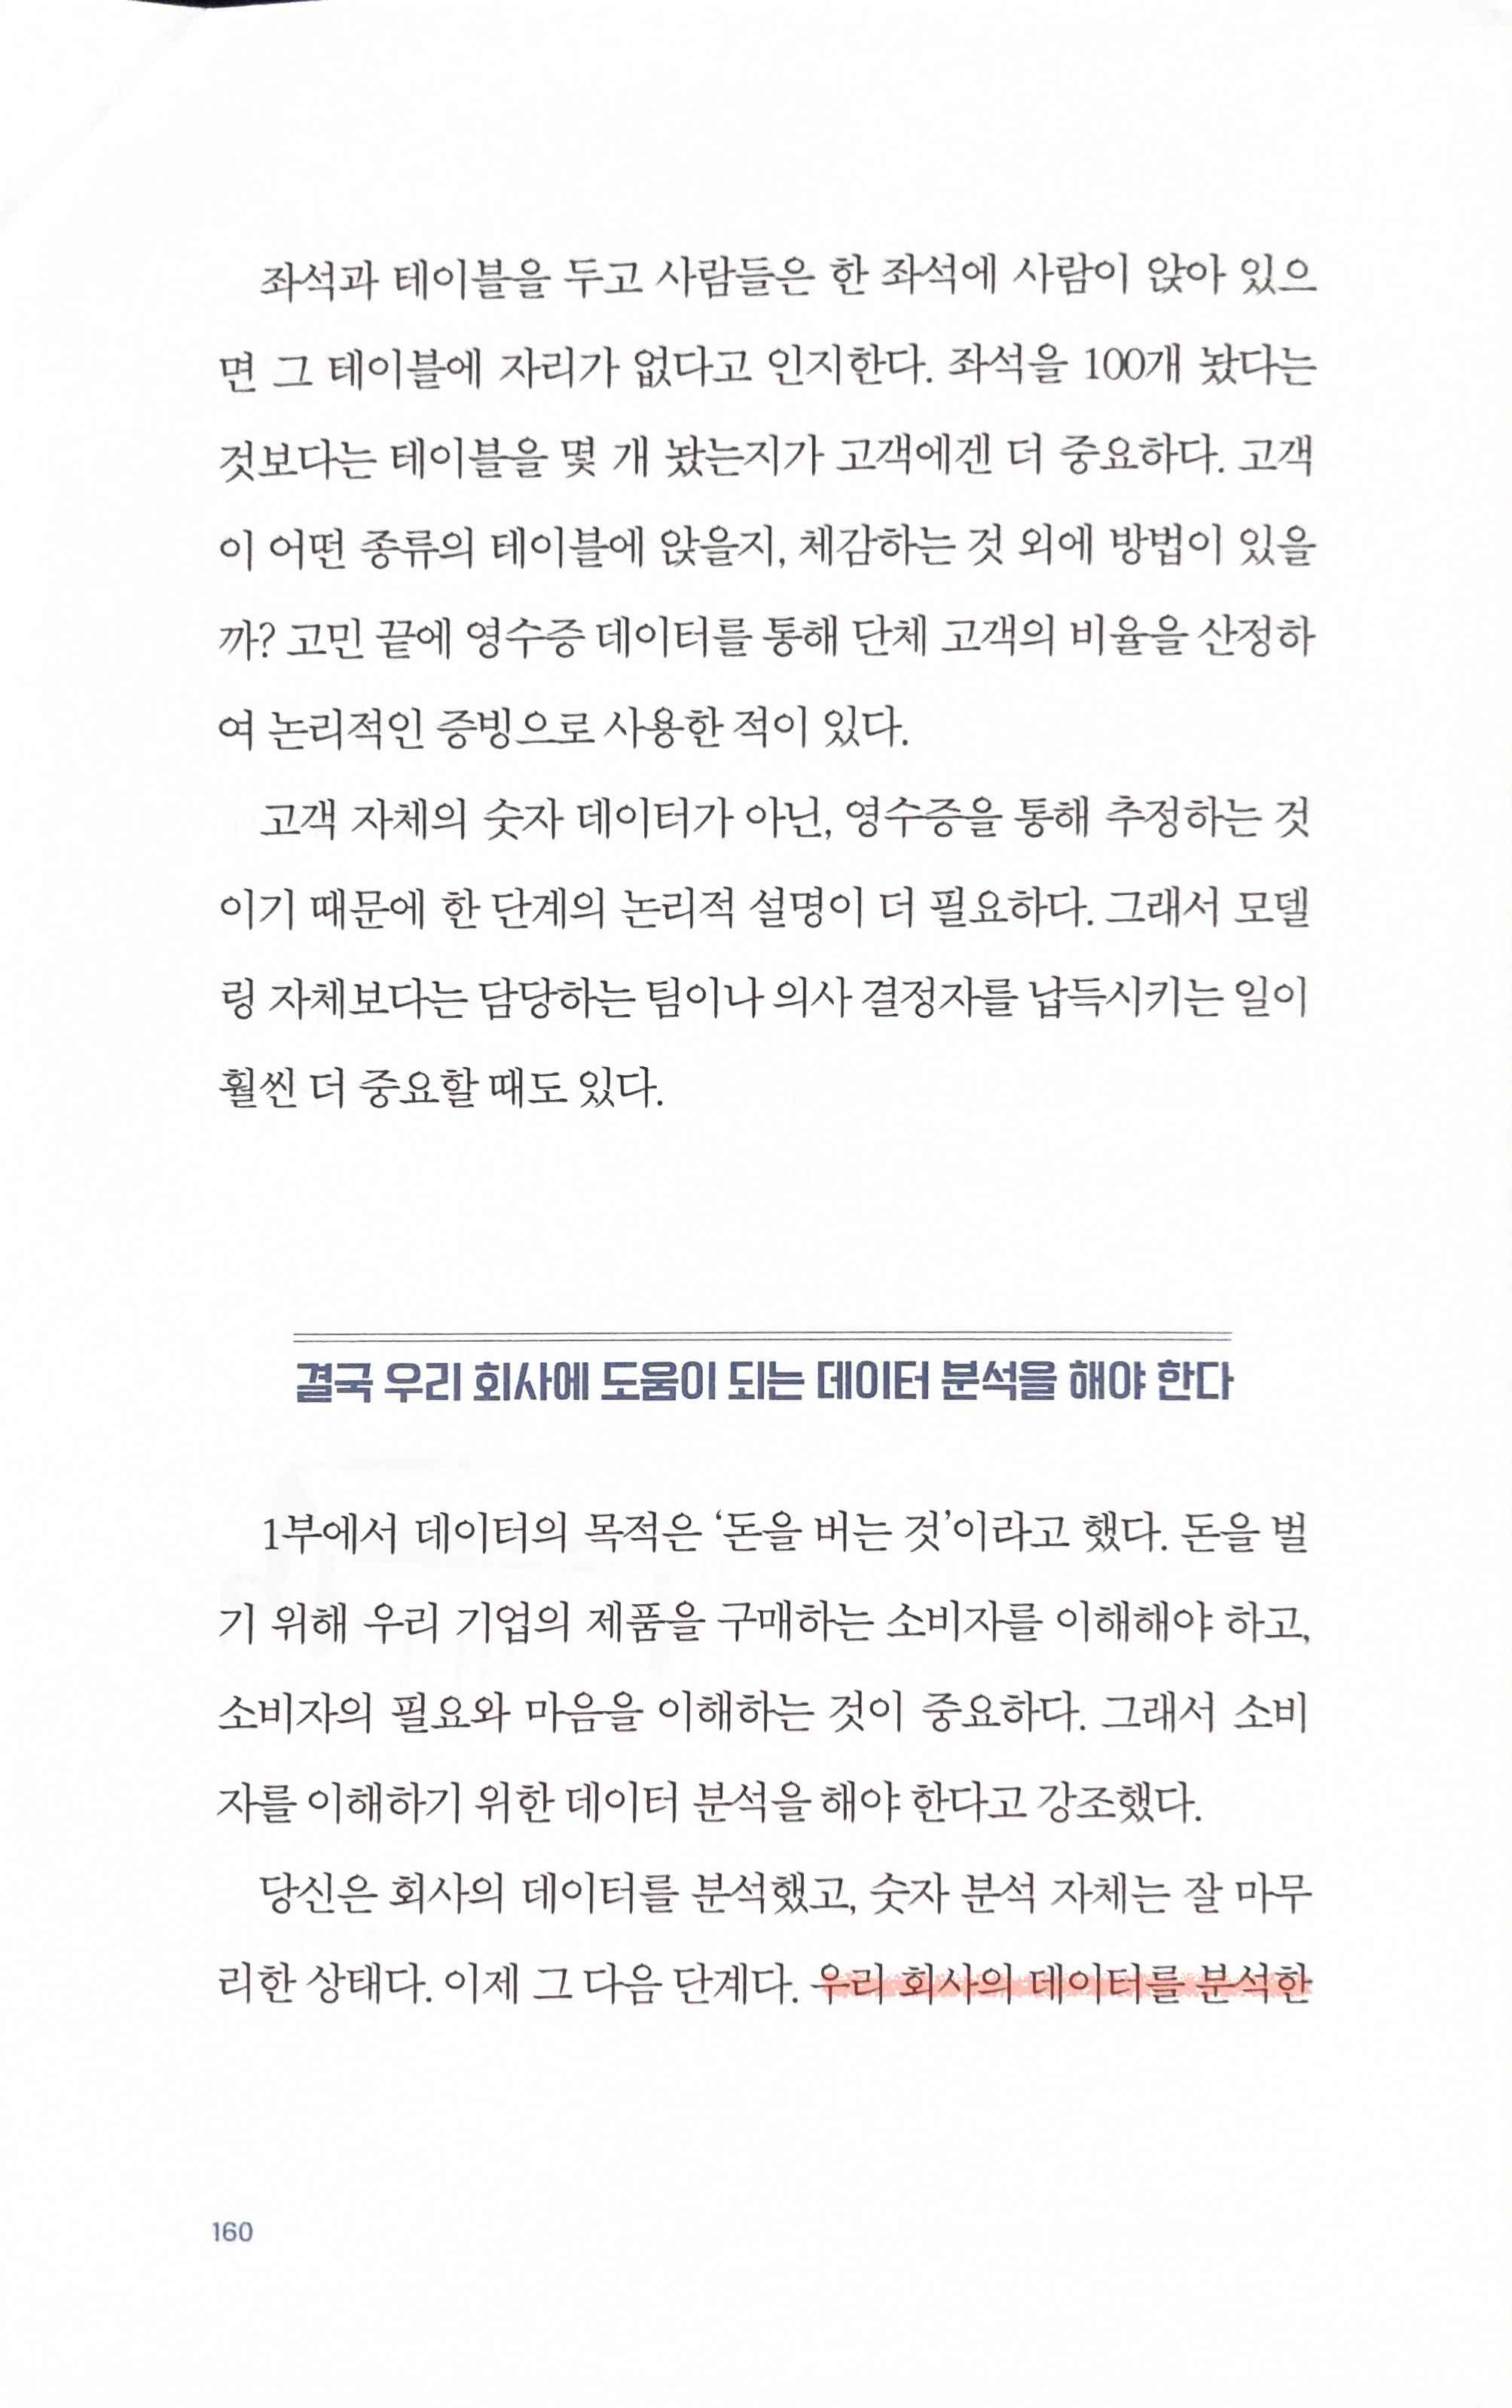 좌석과 테이블을 두고 사람들은 한 좌석에 사람이 앉아 있으
면 그 테이블에 자리가 없다고 인지한다. 좌석을 100개 놨다는
것보다는 테이블을 몇 개 놨는지가 고객에겐 더 중요하다. 고객
이 어떤 종류의 테이블에 앉을지, 체감하는 것 외에 방법이 있을
까? 고민 끝에 영수증 데이터를 통해 단체 고객의 비율을 산정하
여 논리적인 증빙으로 사용한 적이 있다.
고객 자체의 숫자 데이터가 아닌, 영수증을 통해 추정하는 것
이기 때문에 한 단계의 논리적 설명이 더 필요하다. 그래서 모델
링 자체보다는 담당하는 팀이나 의사 결정자를 납득시키는 일이
훨씬 더 중요할 때도 있다.
결국 우리 회사에 도움이 되는 데이터 분석을 해야 한다
1부에서 데이터의 목적은 ‘돈을 버는 것’이라고 했다. 돈을 벌
기 위해 우리 기업의 제품을 구매하는 소비자를 이해해야 하고,
소비자의 필요와 마음을 이해하는 것이 중요하다. 그래서 소비
자를 이해하기 위한 데이터 분석을 해야 한다고 강조했다.
당신은 회사의 데이터를 분석했고, 숫자 분석 자체는 잘 마무
리한 상태다. 이제 그 다음 단계다. 우리 회사의 데이터를 분석한
160